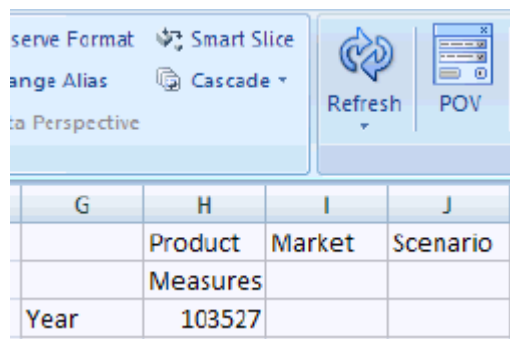 serve Format Smart Slice
ange Alias Cascade
ta Perspective
Refresh POV
G H I J
Product Market Scenario
Measures
Year 103527